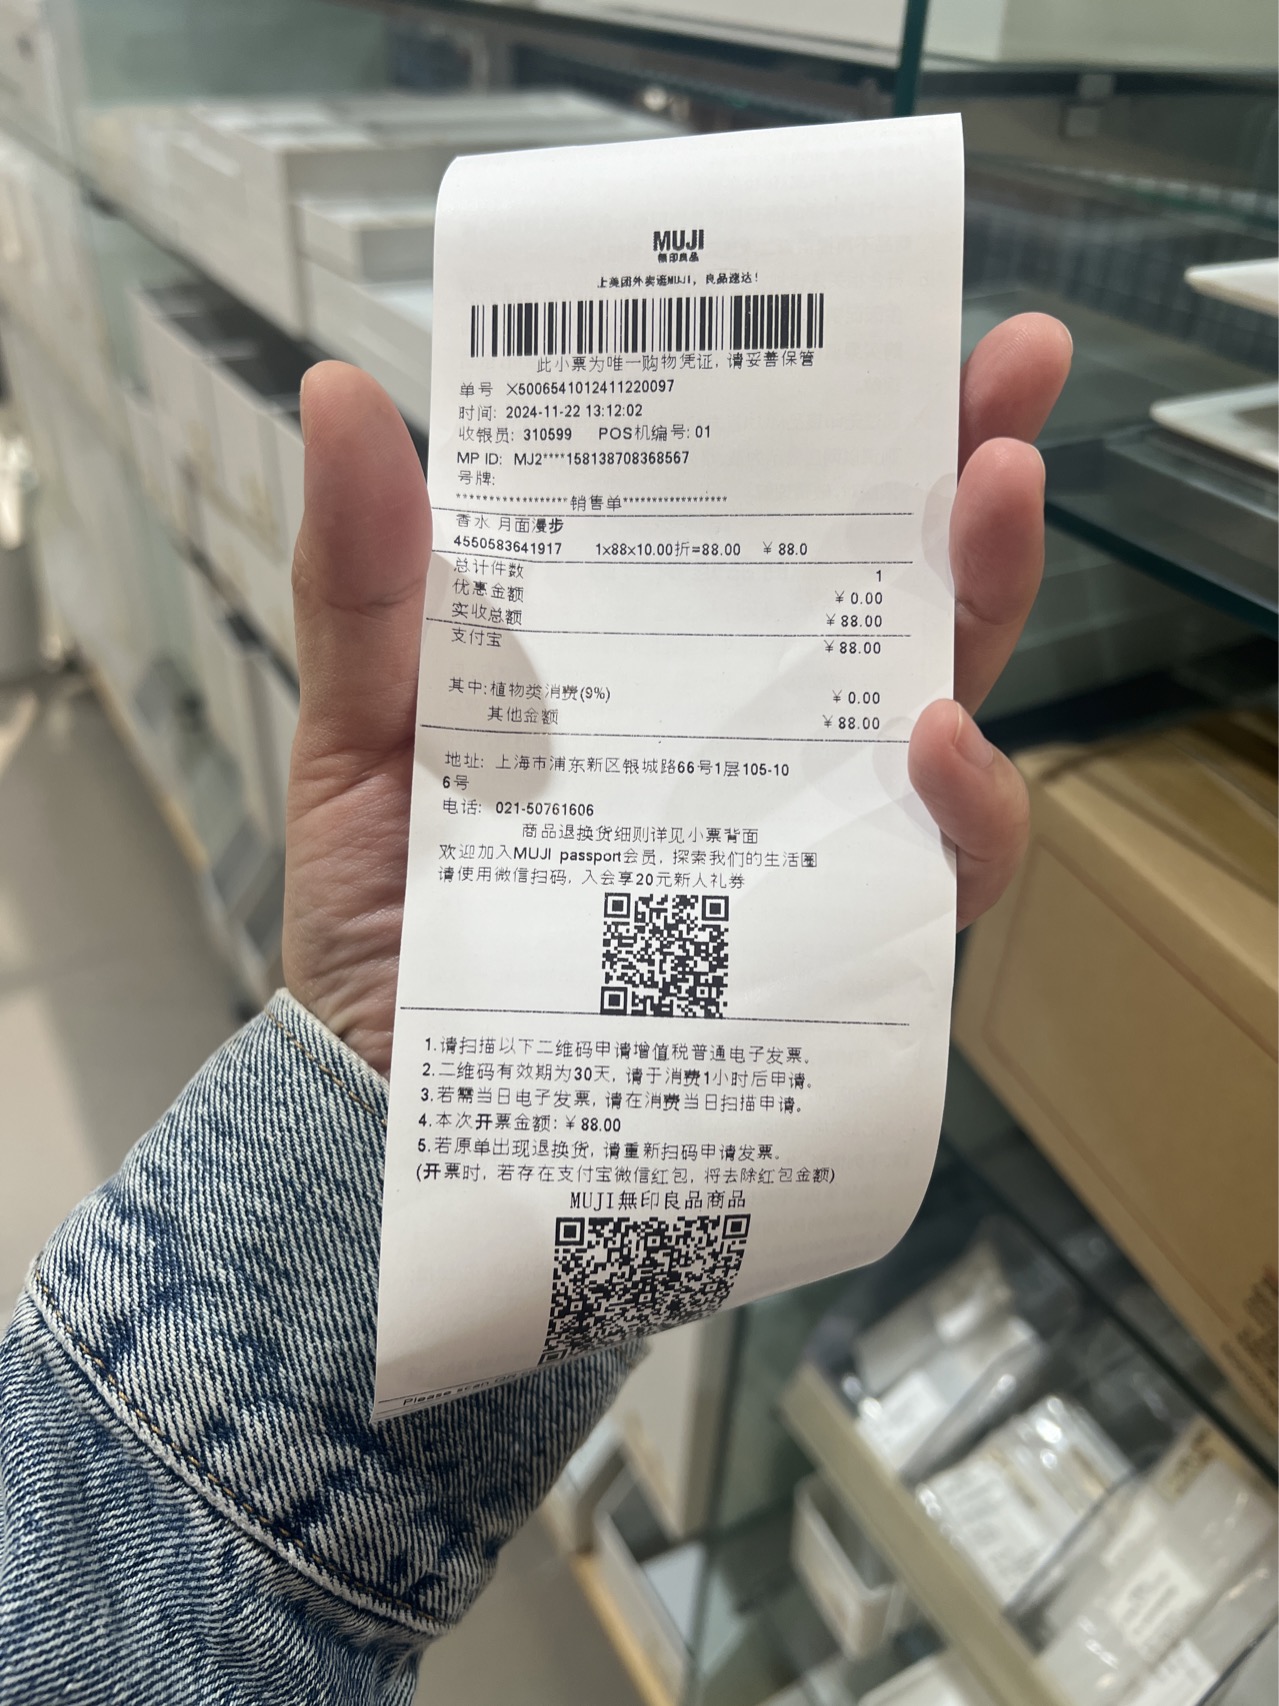 MUJI
無印良品
上美团外卖逛MUJI，良品速达！
此小票为唯一购物凭证，请妥善保管
单号 X5006541012411220097
时间: 2024-11-22 13:12:02
收银员: 310599 POS机编号: 01
MP ID: MJ2****158138708368567
号牌:
******************销售单******************
香水 月面漫步
4550583641917 1x88x10.00折=88.00 ￥88.0
总计件数 1
优惠金额 ￥0.00
实收总额 ￥88.00
支付宝 ￥88.00
其中:植物类消费(9%) ￥0.00
其他金额 ￥88.00
地址: 上海市浦东新区银城路66号1层105-10
6号
电话: 021-50761606
商品退换货细则详见小票背面
欢迎加入MUJI passport会员，探索我们的生活圈
请使用微信扫码，入会享20元新人礼券
1.请扫描以下二维码申请增值税普通电子发票。
2.二维码有效期为30天，请于消费1小时后申请。
3.若需当日电子发票，请在消费当日扫描申请。
4.本次开票金额: ￥88.00
5.若原单出现退换货，请重新扫码申请发票。
(开票时，若存在支付宝微信红包，将去除红包金额)
MUJI無印良品商品
Please scan